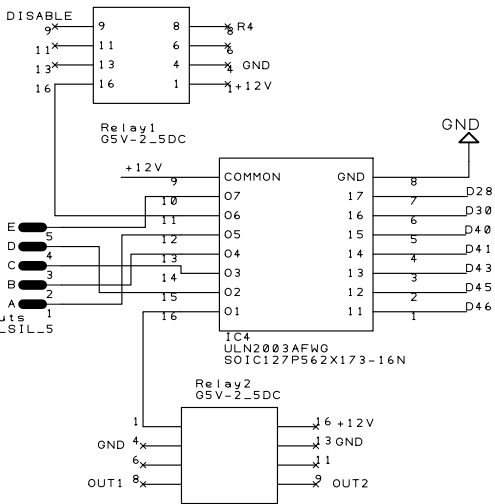 DISABLE
9 9 8 8 R4
11 11 6 6
13 13 4 4 GND
16 16 1 1 +12V
Relay1
G5V-2_5DC
GND
+12V 9 COMMON GND 8
10 O7 17 7 D28
11 O6 16 6 D30
12 O5 15 5 D40
13 O4 14 4 D41
14 O3 13 3 D43
15 O2 12 2 D45
16 O1 11 1 D46
E 5
D 4
C 3
B 2
A 1
uts
_SIL_5
IC4
ULN2003AFWG
SOIC127P562X173-16N
Relay2
G5V-2_5DC
1 16 +12V
GND 4 13 GND
6 11
OUT1 8 9 OUT2